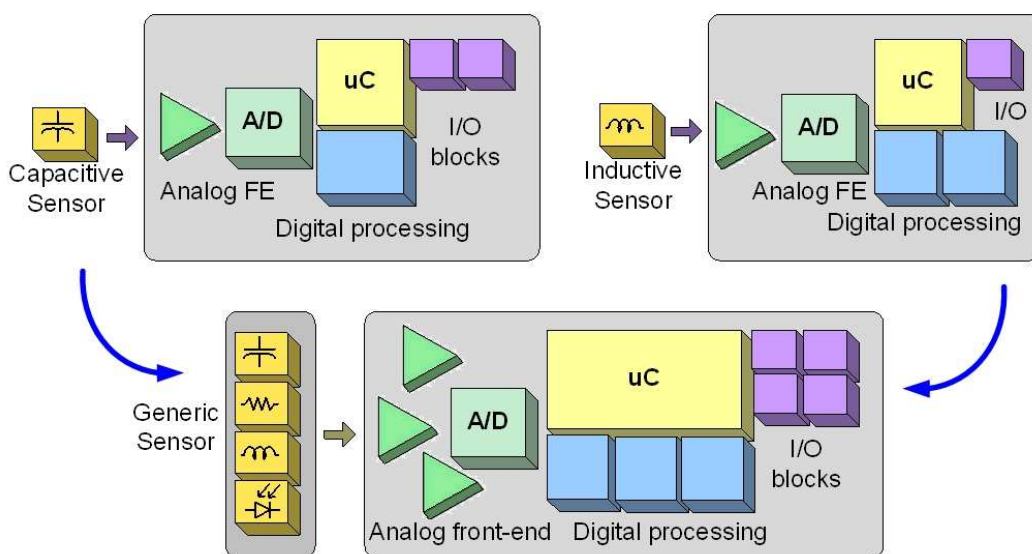 uC
A/D
I/O
blocks
Capacitive
Sensor
Analog FE
Digital processing
uC
A/D
I/O
Inductive
Sensor
Analog FE
Digital processing
Generic
Sensor
uC
A/D
I/O
blocks
Analog front-end
Digital processing